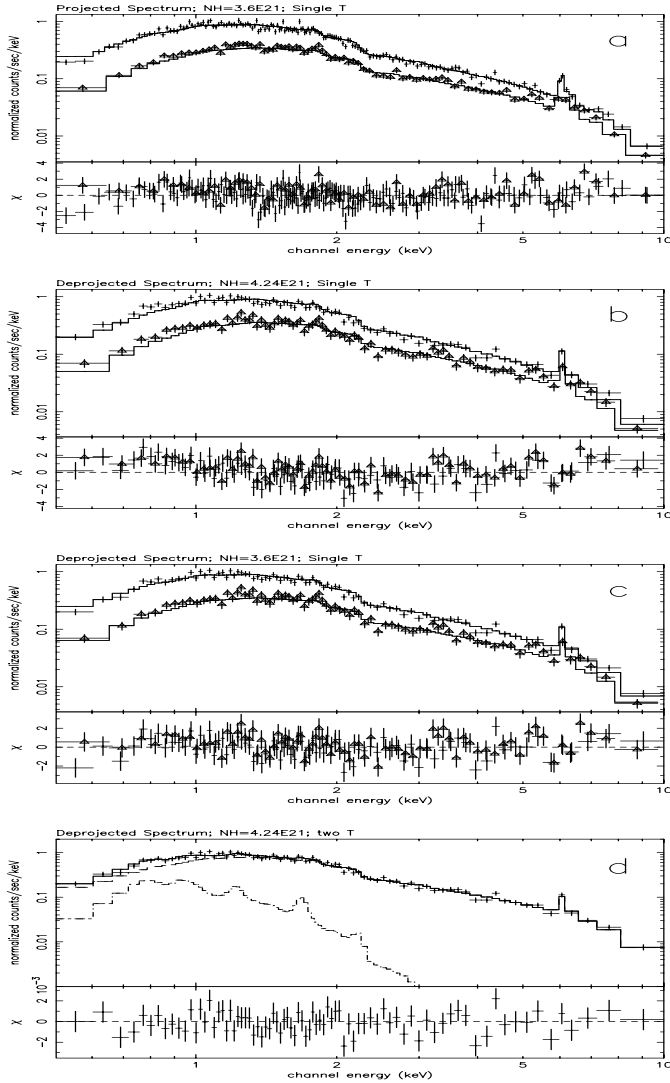 Projected Spectrum; NH=3.6E21; Single T
a
normalized counts/sec/keV
1
0.1
0.01
χ
4
2
0
−2
−4
1
2
5
10
channel energy (keV)
Deprojected Spectrum; NH=4.24E21; Single T
b
normalized counts/sec/keV
1
0.1
0.01
χ
4
2
0
−2
−4
1
2
5
10
channel energy (keV)
Deprojected Spectrum; NH=3.6E21; Single T
c
normalized counts/sec/keV
1
0.1
0.01
χ
2
0
−2
1
2
5
10
channel energy (keV)
Deprojected Spectrum; NH=4.24E21; two T
d
normalized counts/sec/keV
1
0.1
0.01
10⁻³
χ
2
0
−2
1
2
5
10
channel energy (keV)